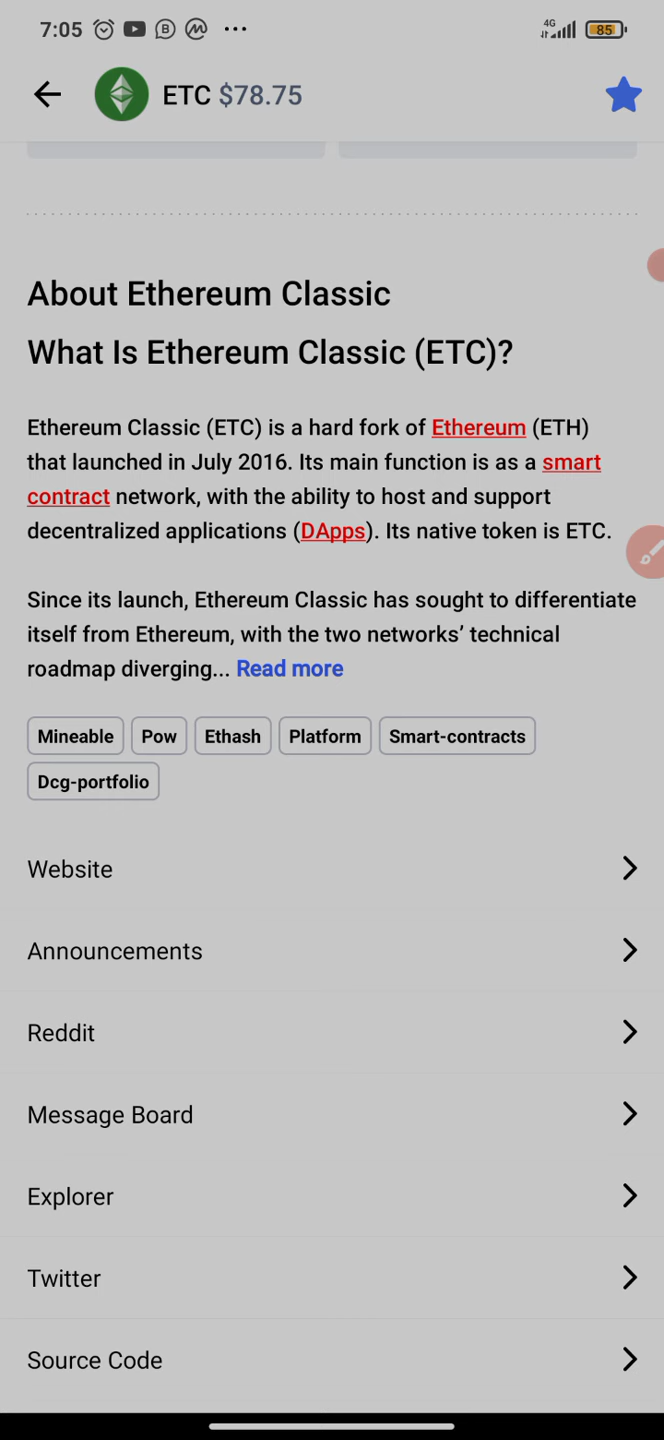 7:05
4G
85
ETC $78.75
About Ethereum Classic
What Is Ethereum Classic (ETC)?
Ethereum Classic (ETC) is a hard fork of Ethereum (ETH)
that launched in July 2016. Its main function is as a smart
contract network, with the ability to host and support
decentralized applications (DApps). Its native token is ETC.
Since its launch, Ethereum Classic has sought to differentiate
itself from Ethereum, with the two networks’ technical
roadmap diverging... Read more
Mineable Pow Ethash Platform Smart-contracts
Dcg-portfolio
Website
Announcements
Reddit
Message Board
Explorer
Twitter
Source Code